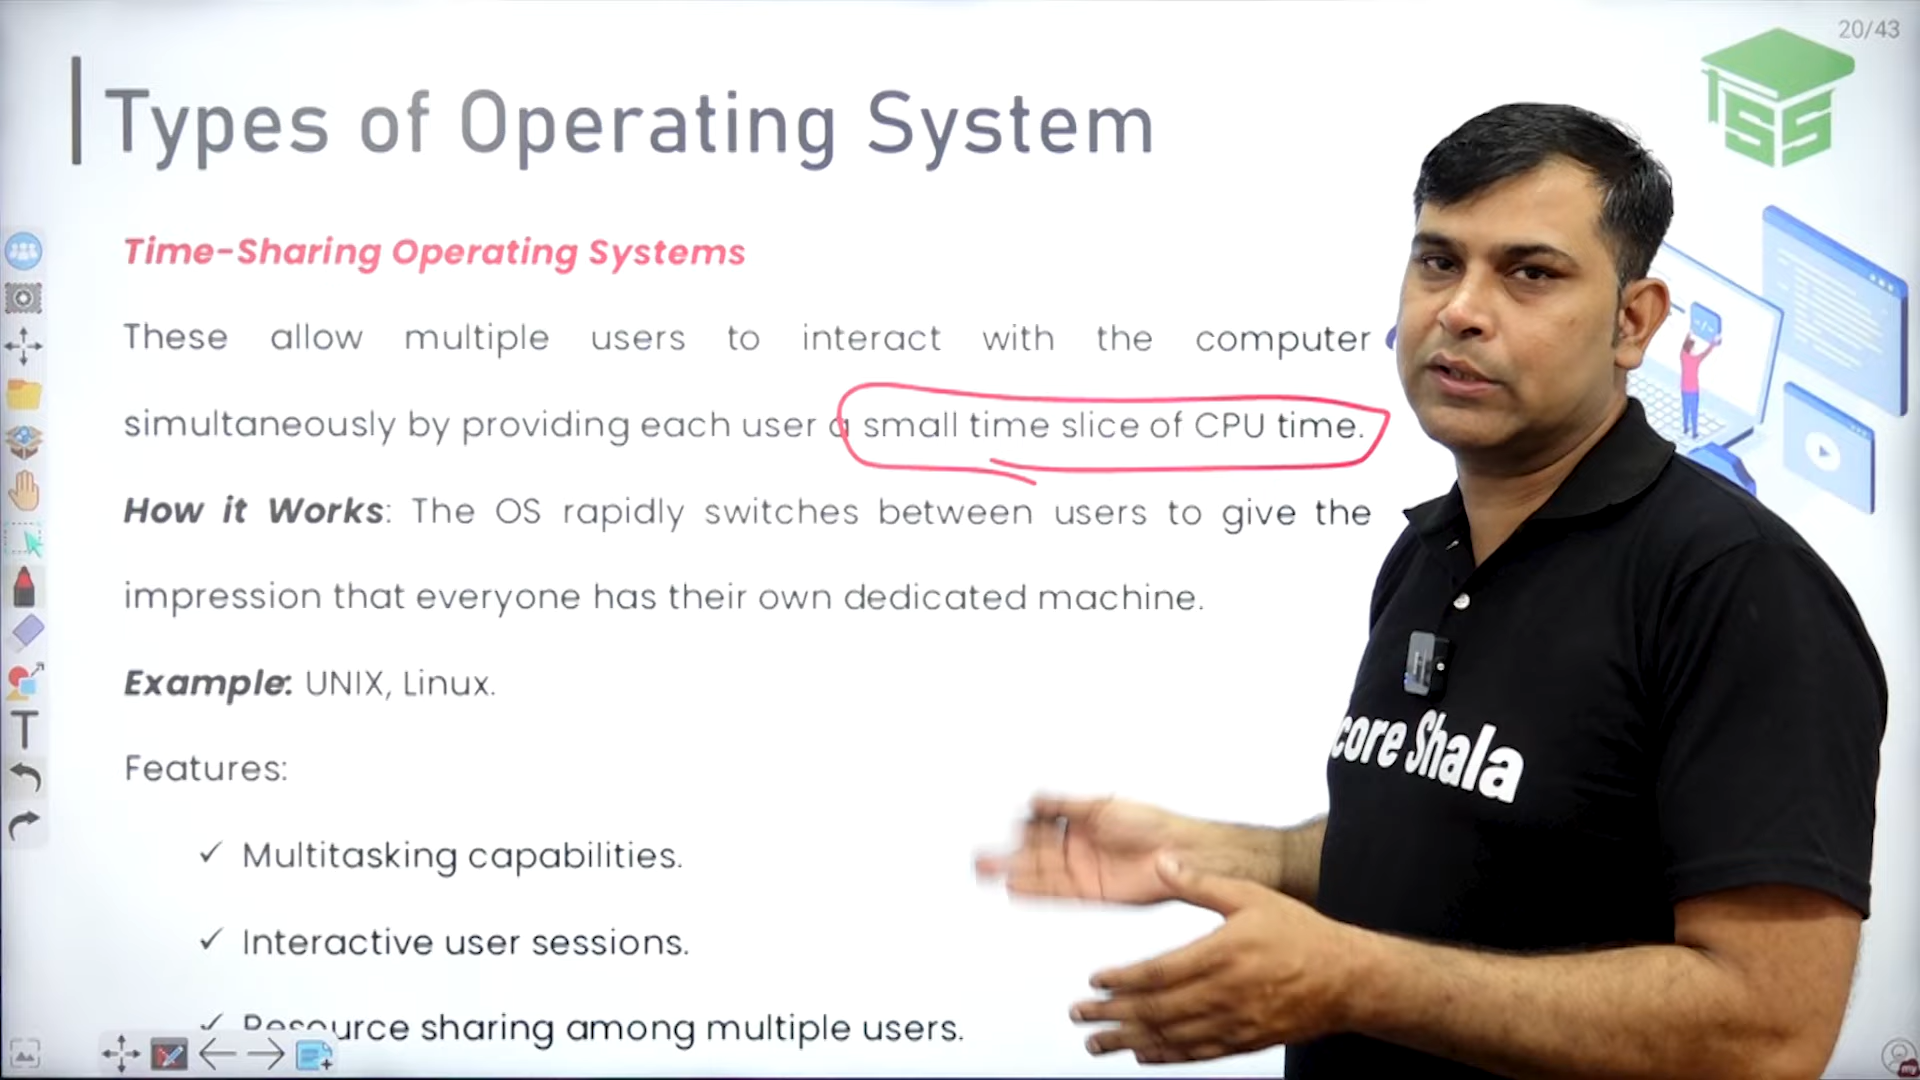 20/43
SS
Types of Operating System
Time-Sharing Operating Systems
These allow multiple users to interact with the computer
simultaneously by providing each user a small time slice of CPU time.
How it Works: The OS rapidly switches between users to give the
impression that everyone has their own dedicated machine.
Example: UNIX, Linux.
Features:
✓ Multitasking capabilities.
✓ Interactive user sessions.
✓ Resource sharing among multiple users.
T
core Shala